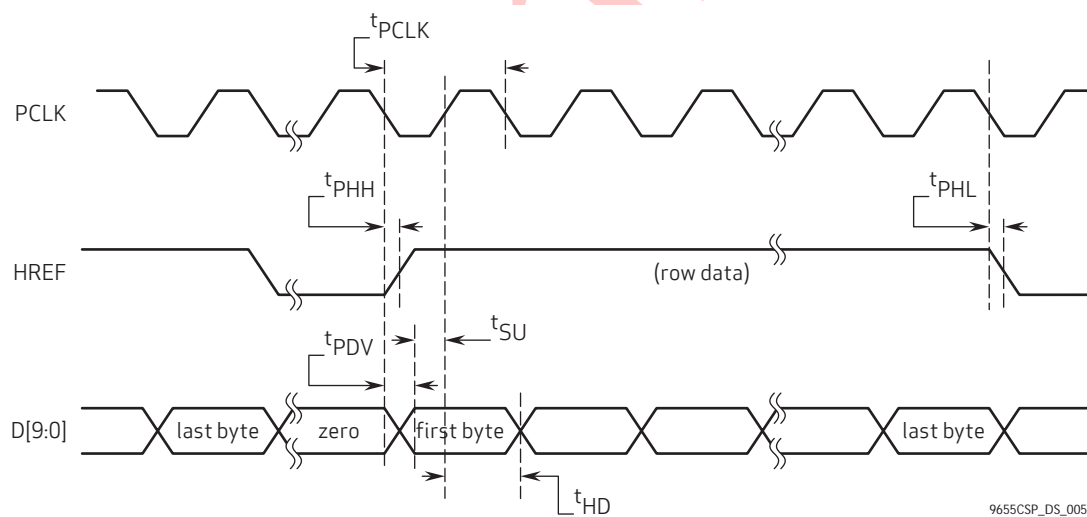 tPCLK
PCLK
tPHH
tPHL
HREF
(row data)
tPDV
tSU
D[9:0]
last byte
zero
first byte
last byte
tHD
9655CSP_DS_005